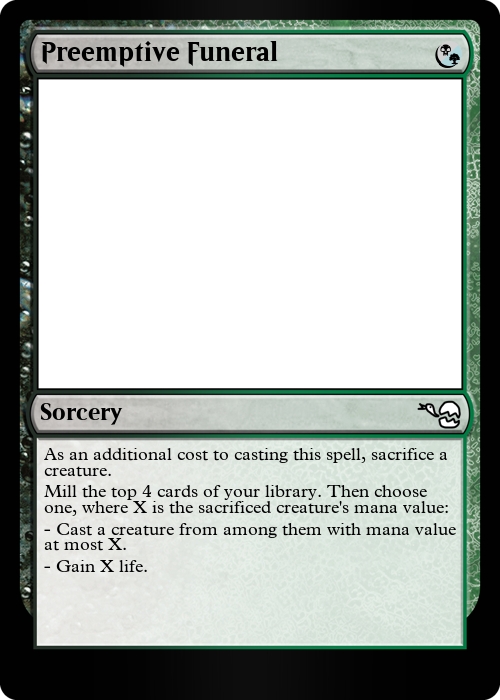 Preemptive Funeral
Sorcery
As an additional cost to casting this spell, sacrifice a
creature.
Mill the top 4 cards of your library. Then choose
one, where X is the sacrificed creature's mana value:
- Cast a creature from among them with mana value
at most X.
- Gain X life.